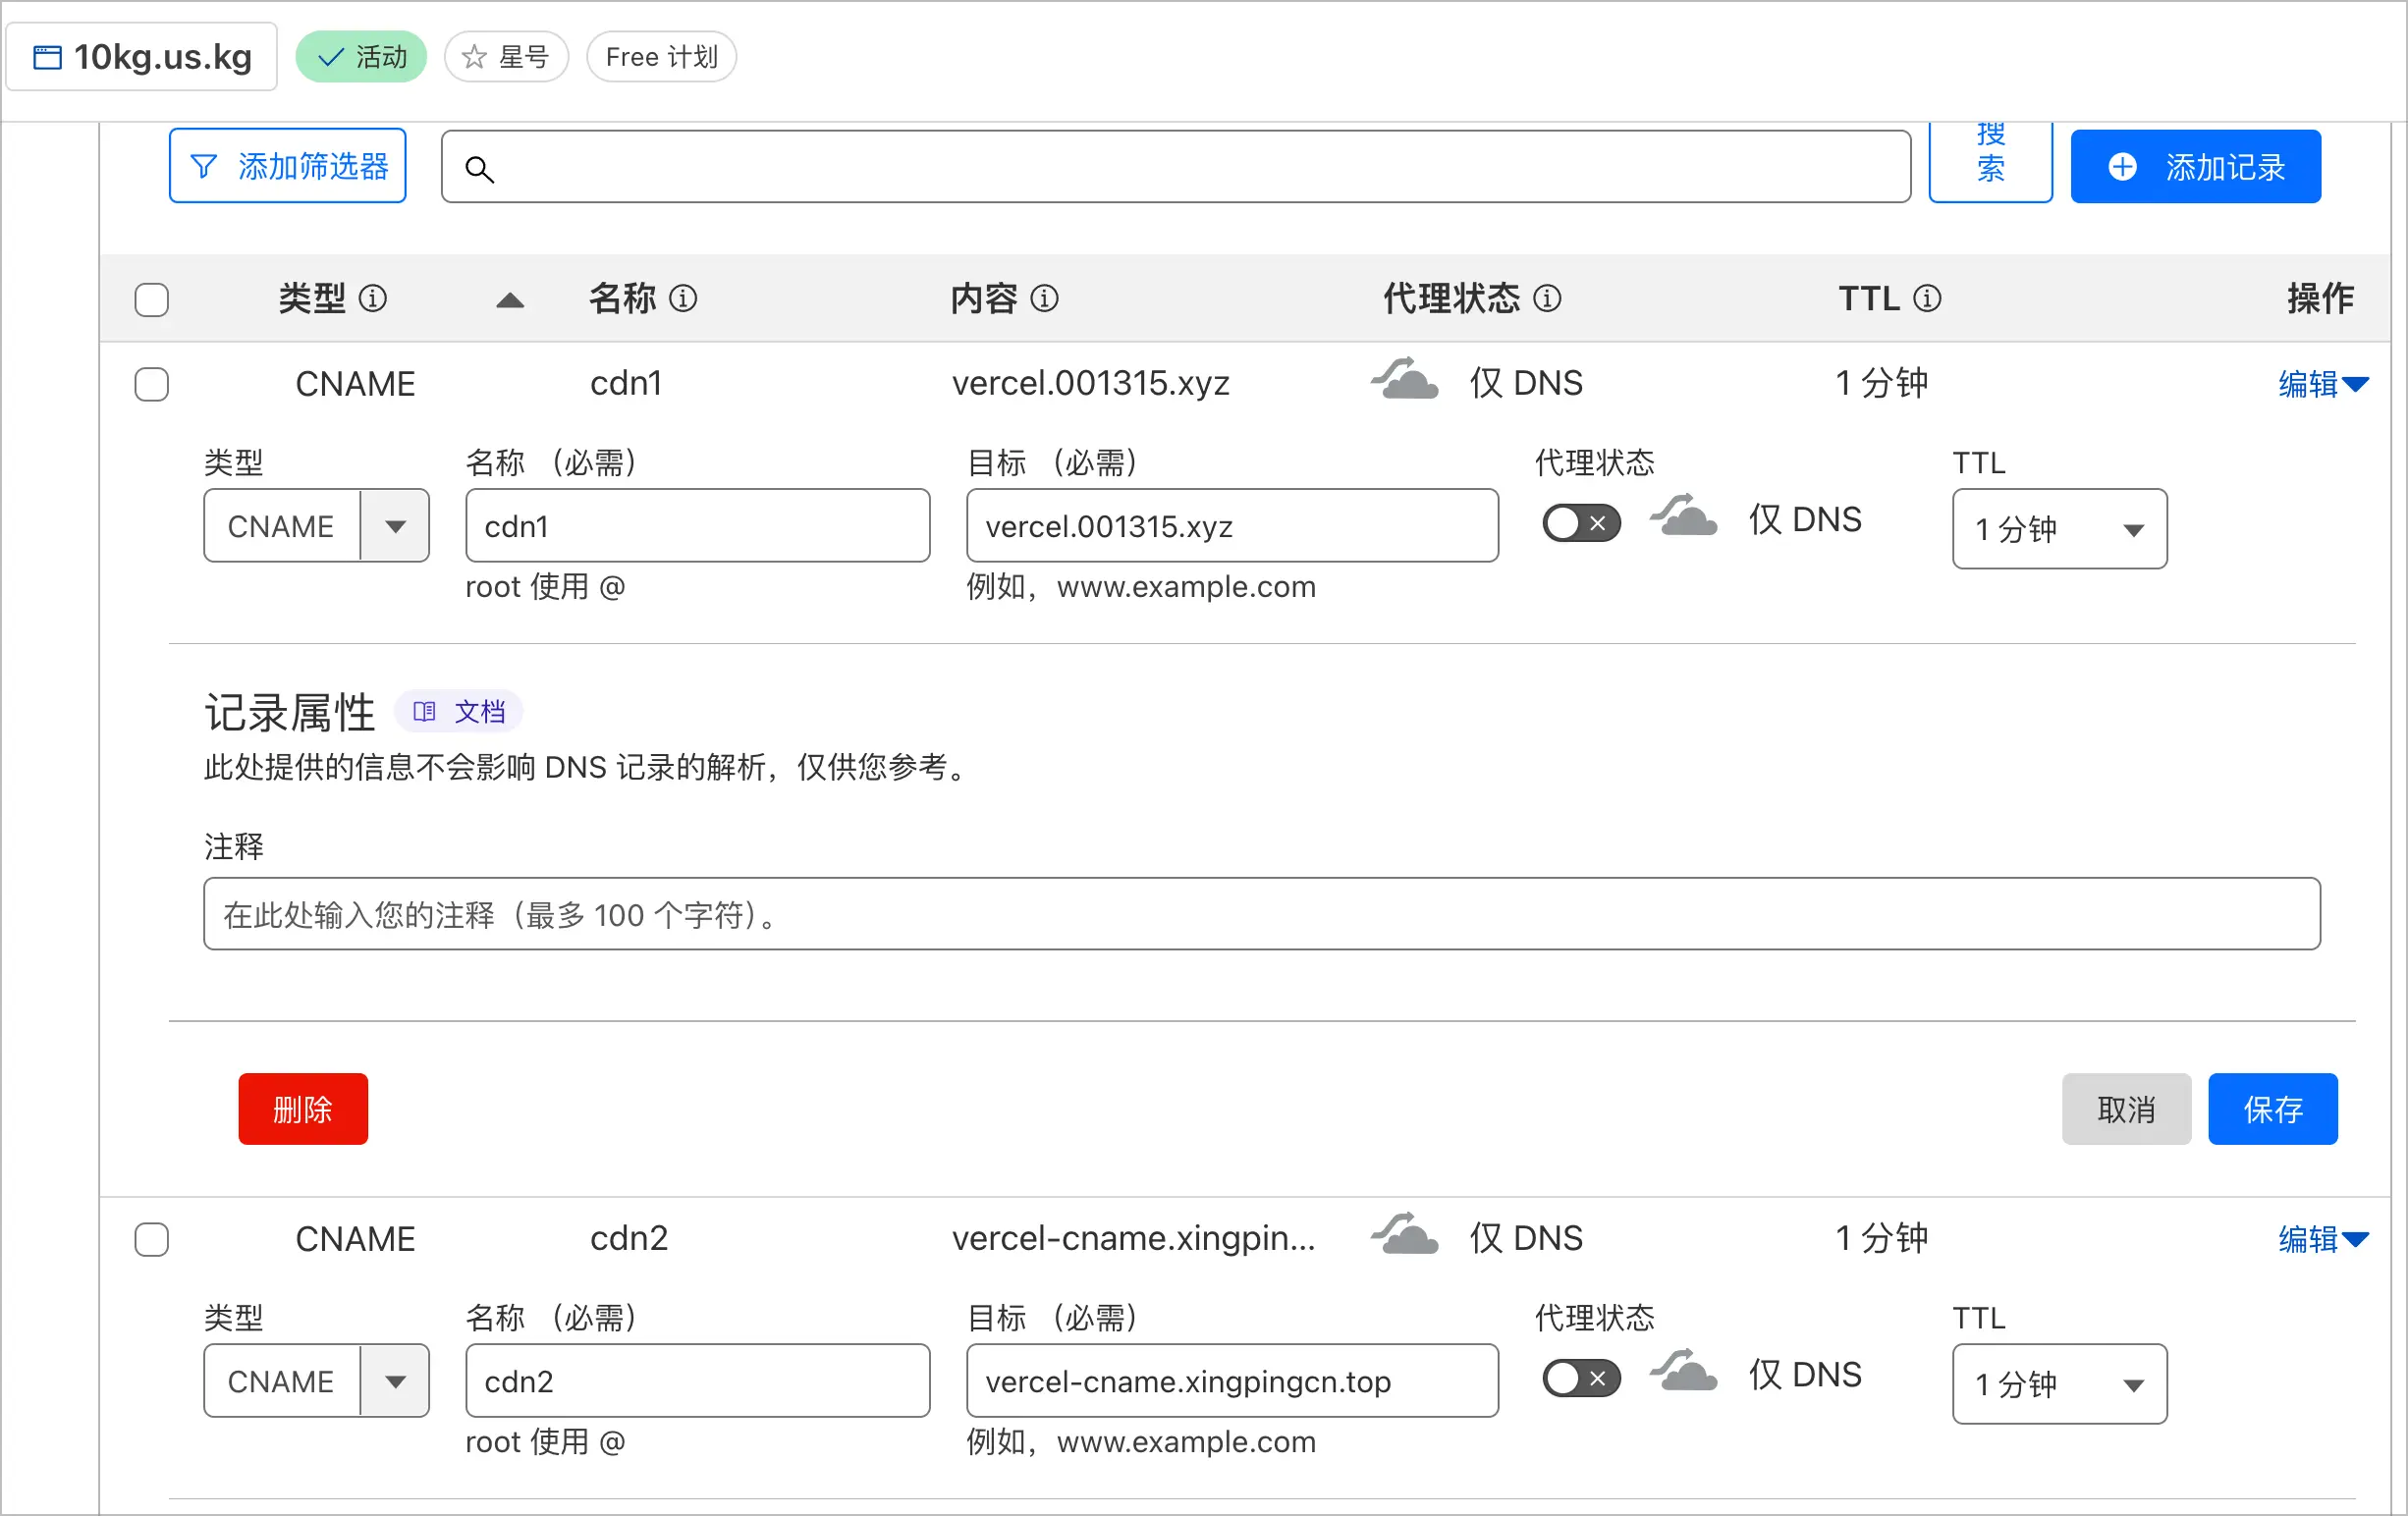 10kg.us.kg 活动 星号 Free 计划
添加筛选器 搜索 添加记录
类型 名称 内容 代理状态 TTL 操作
CNAME cdn1 vercel.001315.xyz 仅 DNS 1 分钟 编辑
类型 名称 （必需） 目标 （必需） 代理状态 TTL
CNAME cdn1 vercel.001315.xyz 仅 DNS 1 分钟
root 使用 @ 例如，www.example.com
记录属性 文档
此处提供的信息不会影响 DNS 记录的解析，仅供您参考。
注释
在此处输入您的注释（最多 100 个字符）。
删除 取消 保存
CNAME cdn2 vercel-cname.xingpin... 仅 DNS 1 分钟 编辑
类型 名称 （必需） 目标 （必需） 代理状态 TTL
CNAME cdn2 vercel-cname.xingpingcn.top 仅 DNS 1 分钟
root 使用 @ 例如，www.example.com